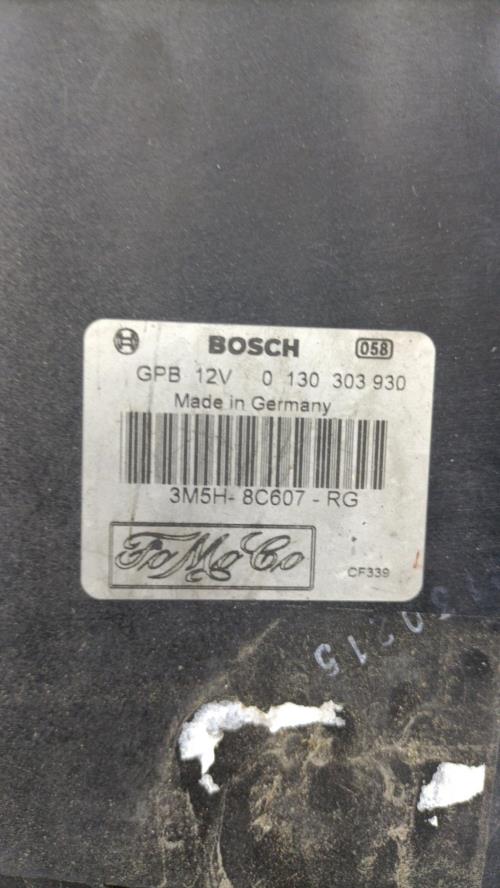 BOSCH 058
GPB 12V 0 130 303 930
Made in Germany
3M5H- 8C607 - RG
FoMoCo
CF339